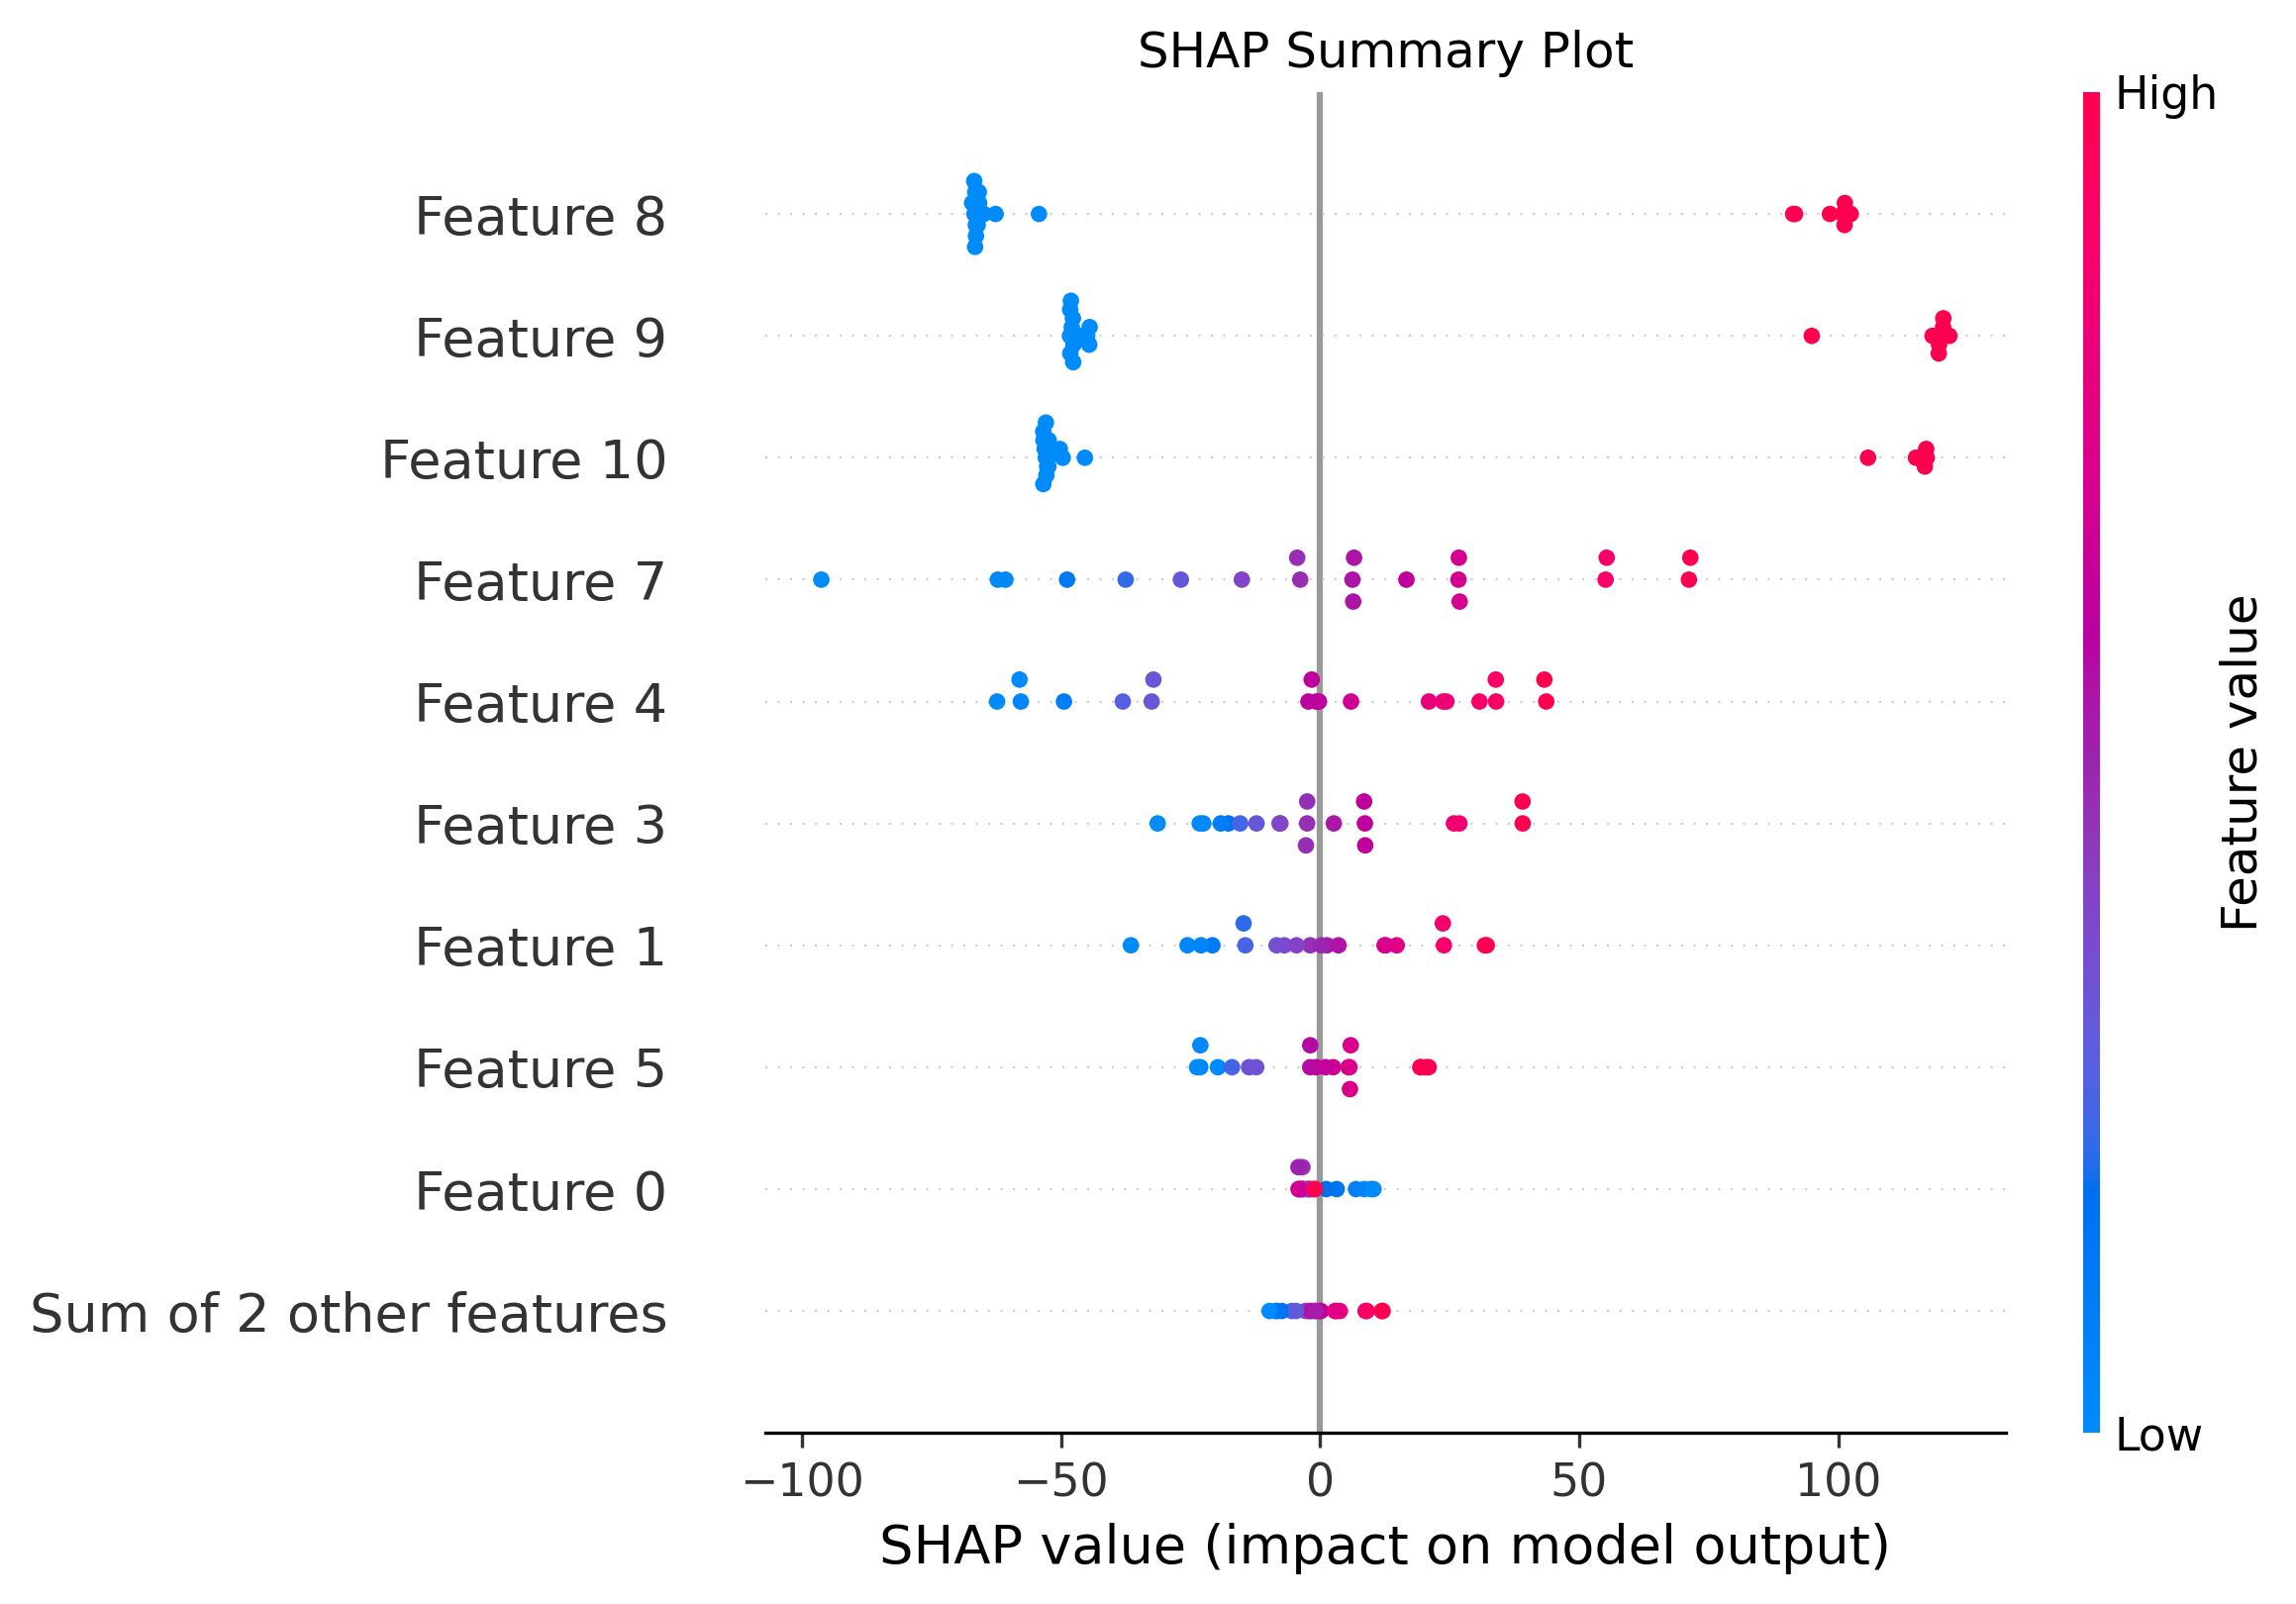 SHAP Summary Plot
High
Feature 8
Feature 9
Feature 10
Feature 7
Feature 4
Feature 3
Feature 1
Feature 5
Feature 0
Sum of 2 other features
Feature value
Low
−100 −50 0 50 100
SHAP value (impact on model output)